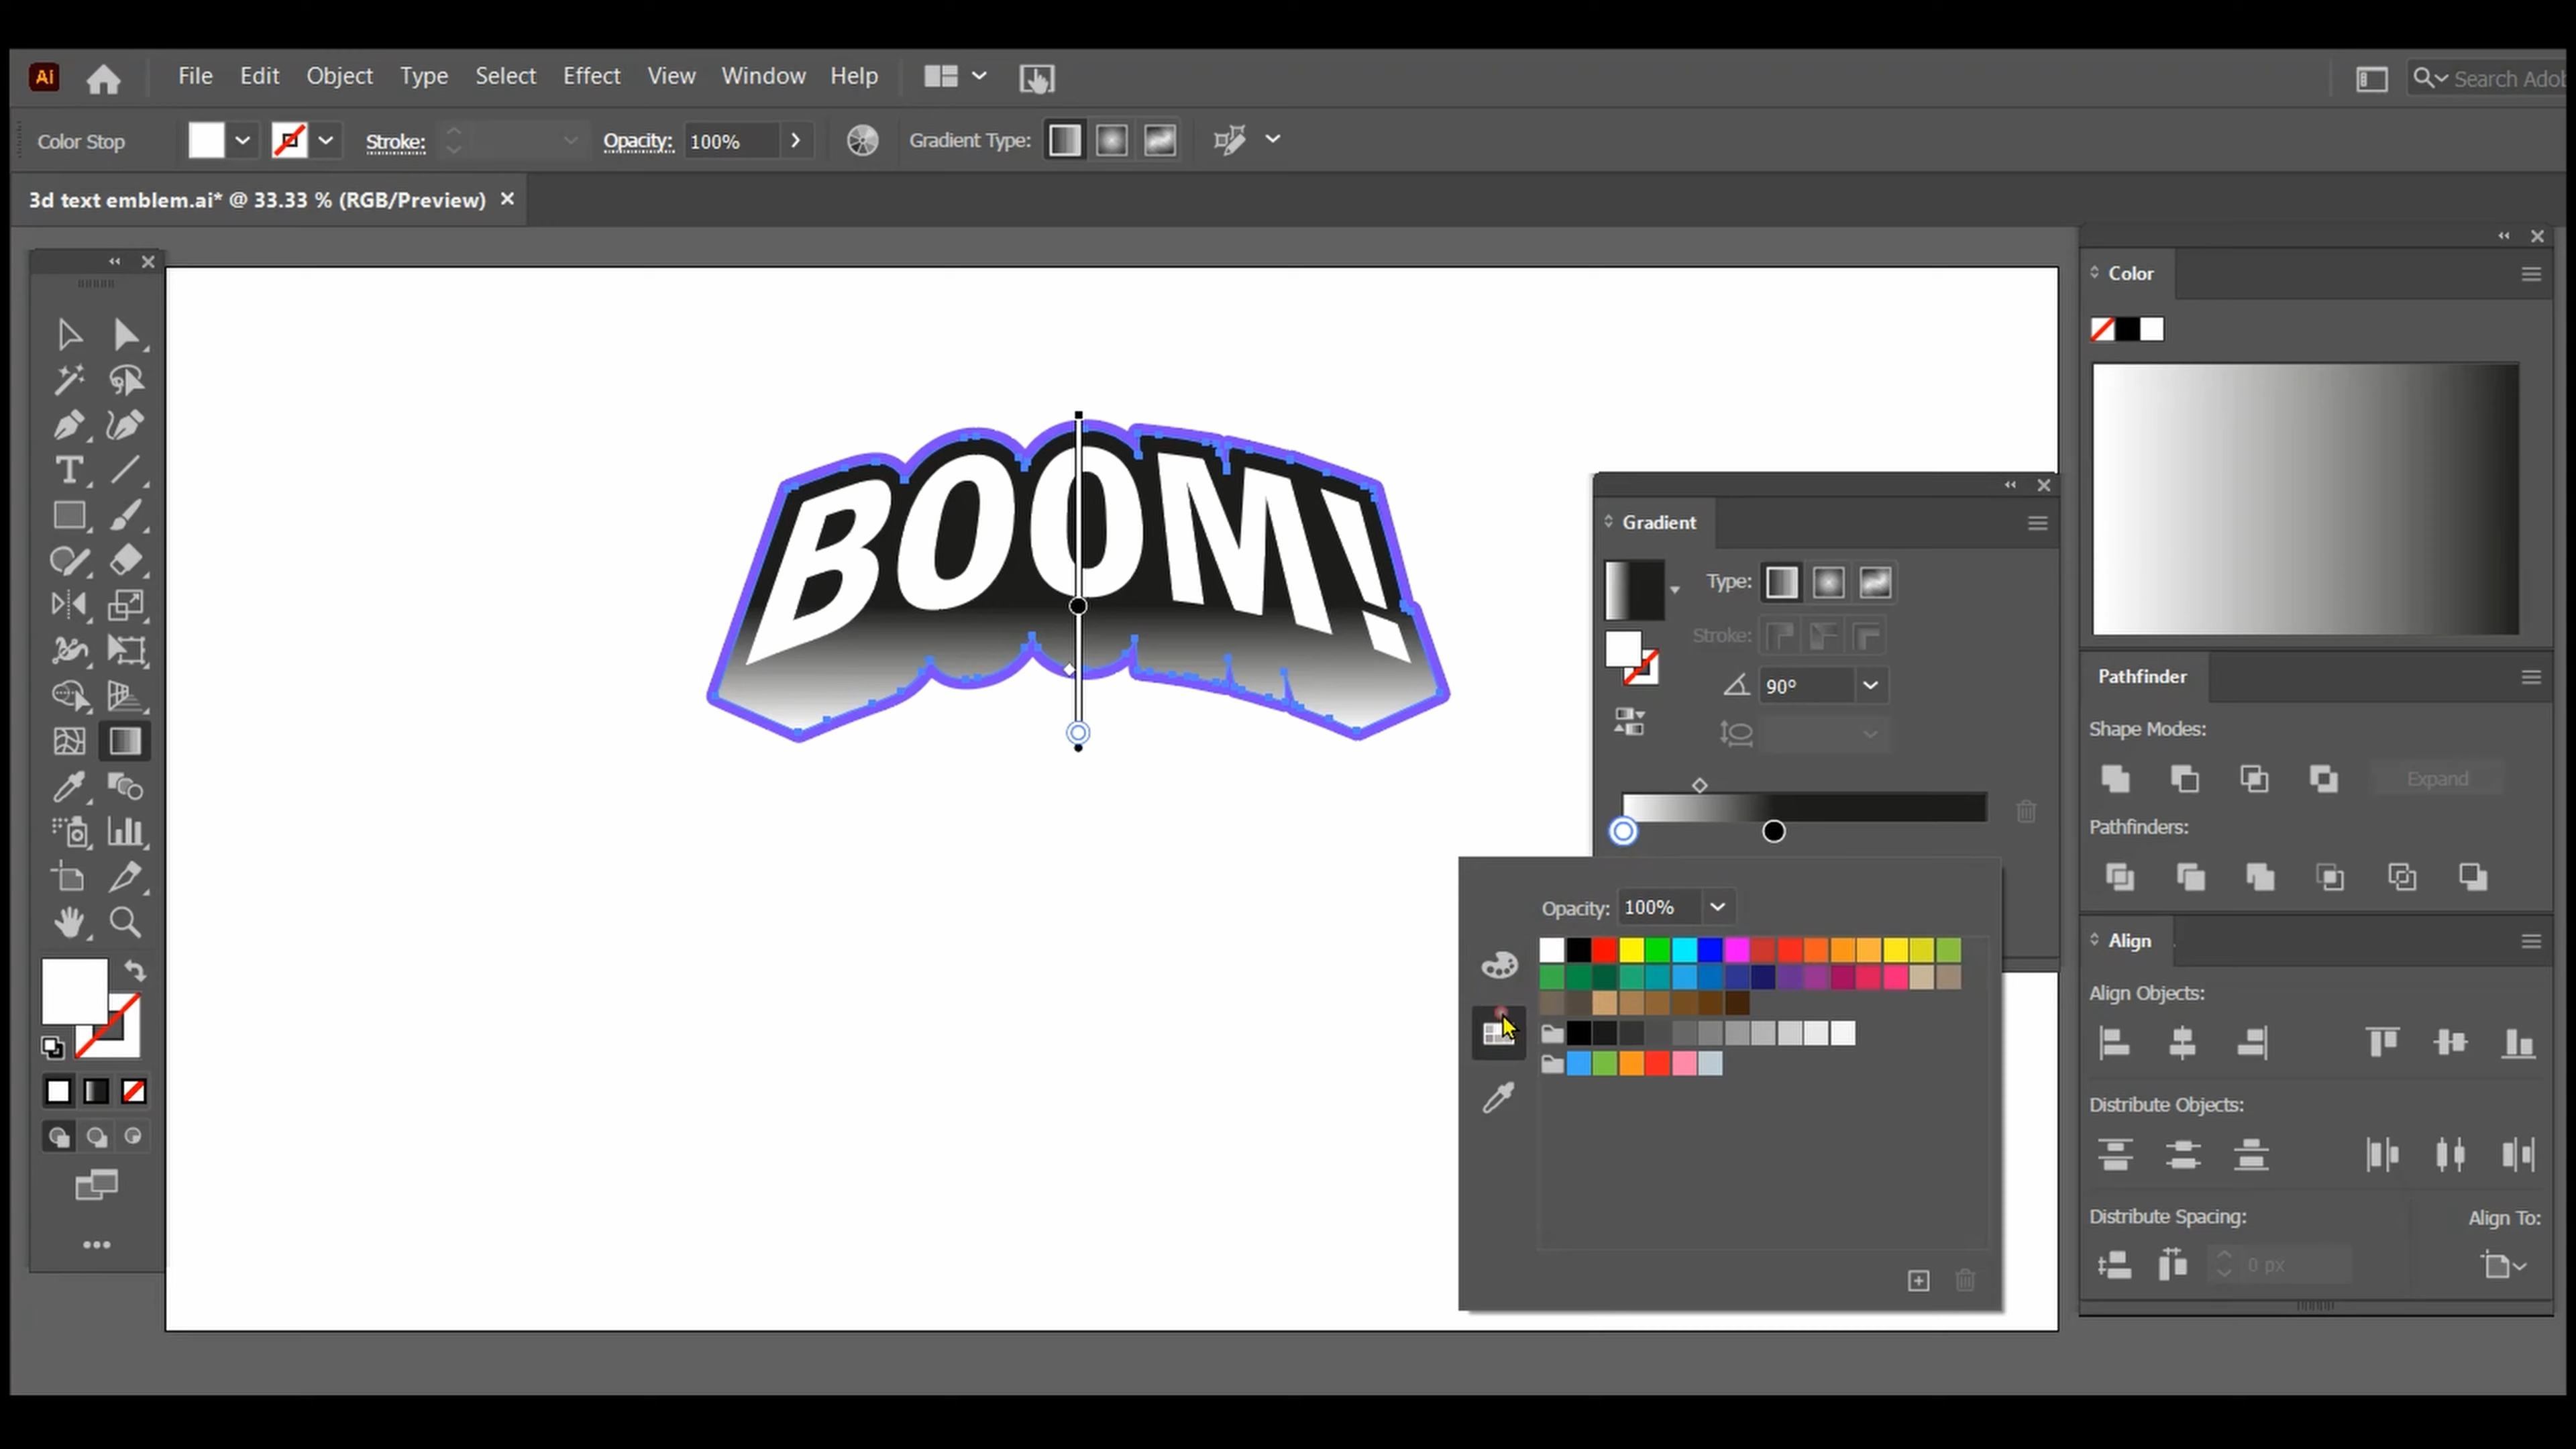 Ai File Edit Object Type Select Effect View Window Help Search Adob
Color Stop Stroke: Opacity: 100% Gradient Type:
3d text emblem.ai* @ 33.33 % (RGB/Preview)
Color
BOOM!
Gradient
Type:
Stroke:
90°
Opacity: 100%
Pathfinder
Shape Modes:
Expand
Pathfinders:
Align
Align Objects:
Distribute Objects:
Distribute Spacing: Align To:
0 px